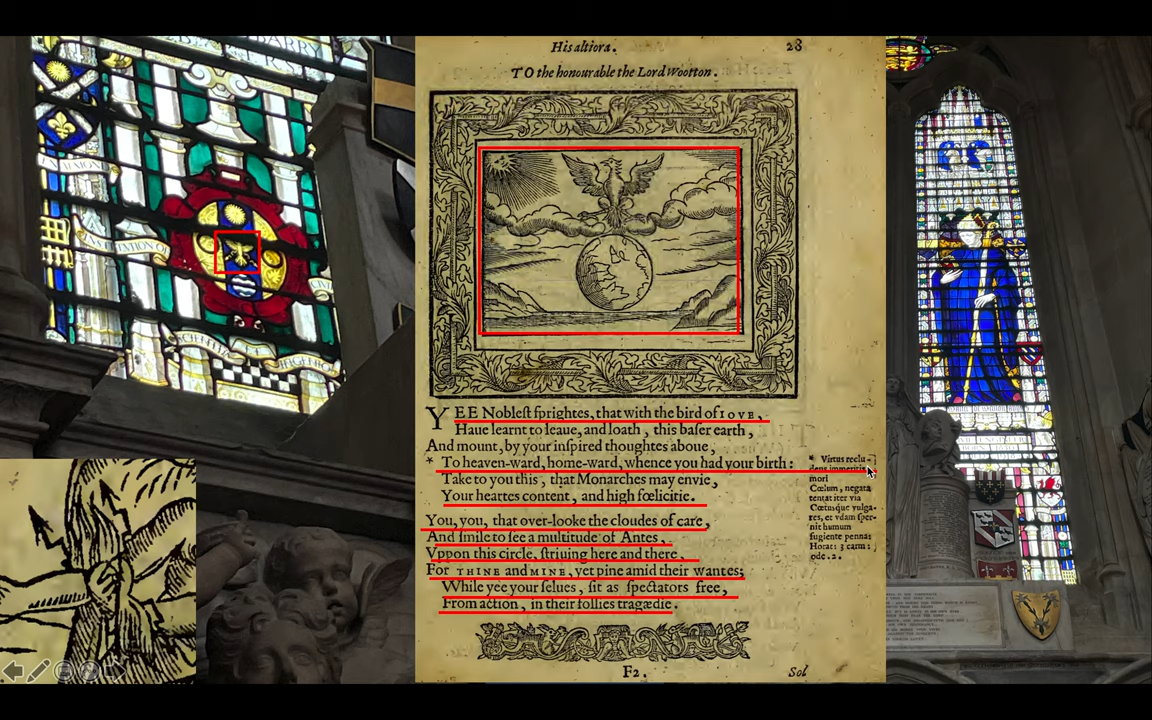 BARRY
His altiora.
28
TO the honourable the Lord Wootton.
YEE Nobleſt ſprightes, that with the bird of IOVE,
Haue learnt to leaue, and loath, this baſer earth,
And mount, by your inſpired thoughtes aboue,
* To heaven-ward, home-ward, whence you had your birth:
Take to you this, that Monarches may envie,
Your heartes content, and high fœlicitie.
You, you, that over-looke the cloudes of care,
And ſmile to ſee a multitude of Antes,
Vppon this circle, ſtriuing here and there,
For THINE and MINE, yet pine amid their wantes;
While yee your ſelues, ſit as ſpectators free,
From action, in their follies tragædie.
* Virtus reclu-
dens immeritis
mori
Cœlum, negata
tentat iter via
Cœtuſque vulga-
res, et vdam ſper-
nit humum
fugiente penna:
Horat: 3 carm:
ode. 2.
F2.
Sol